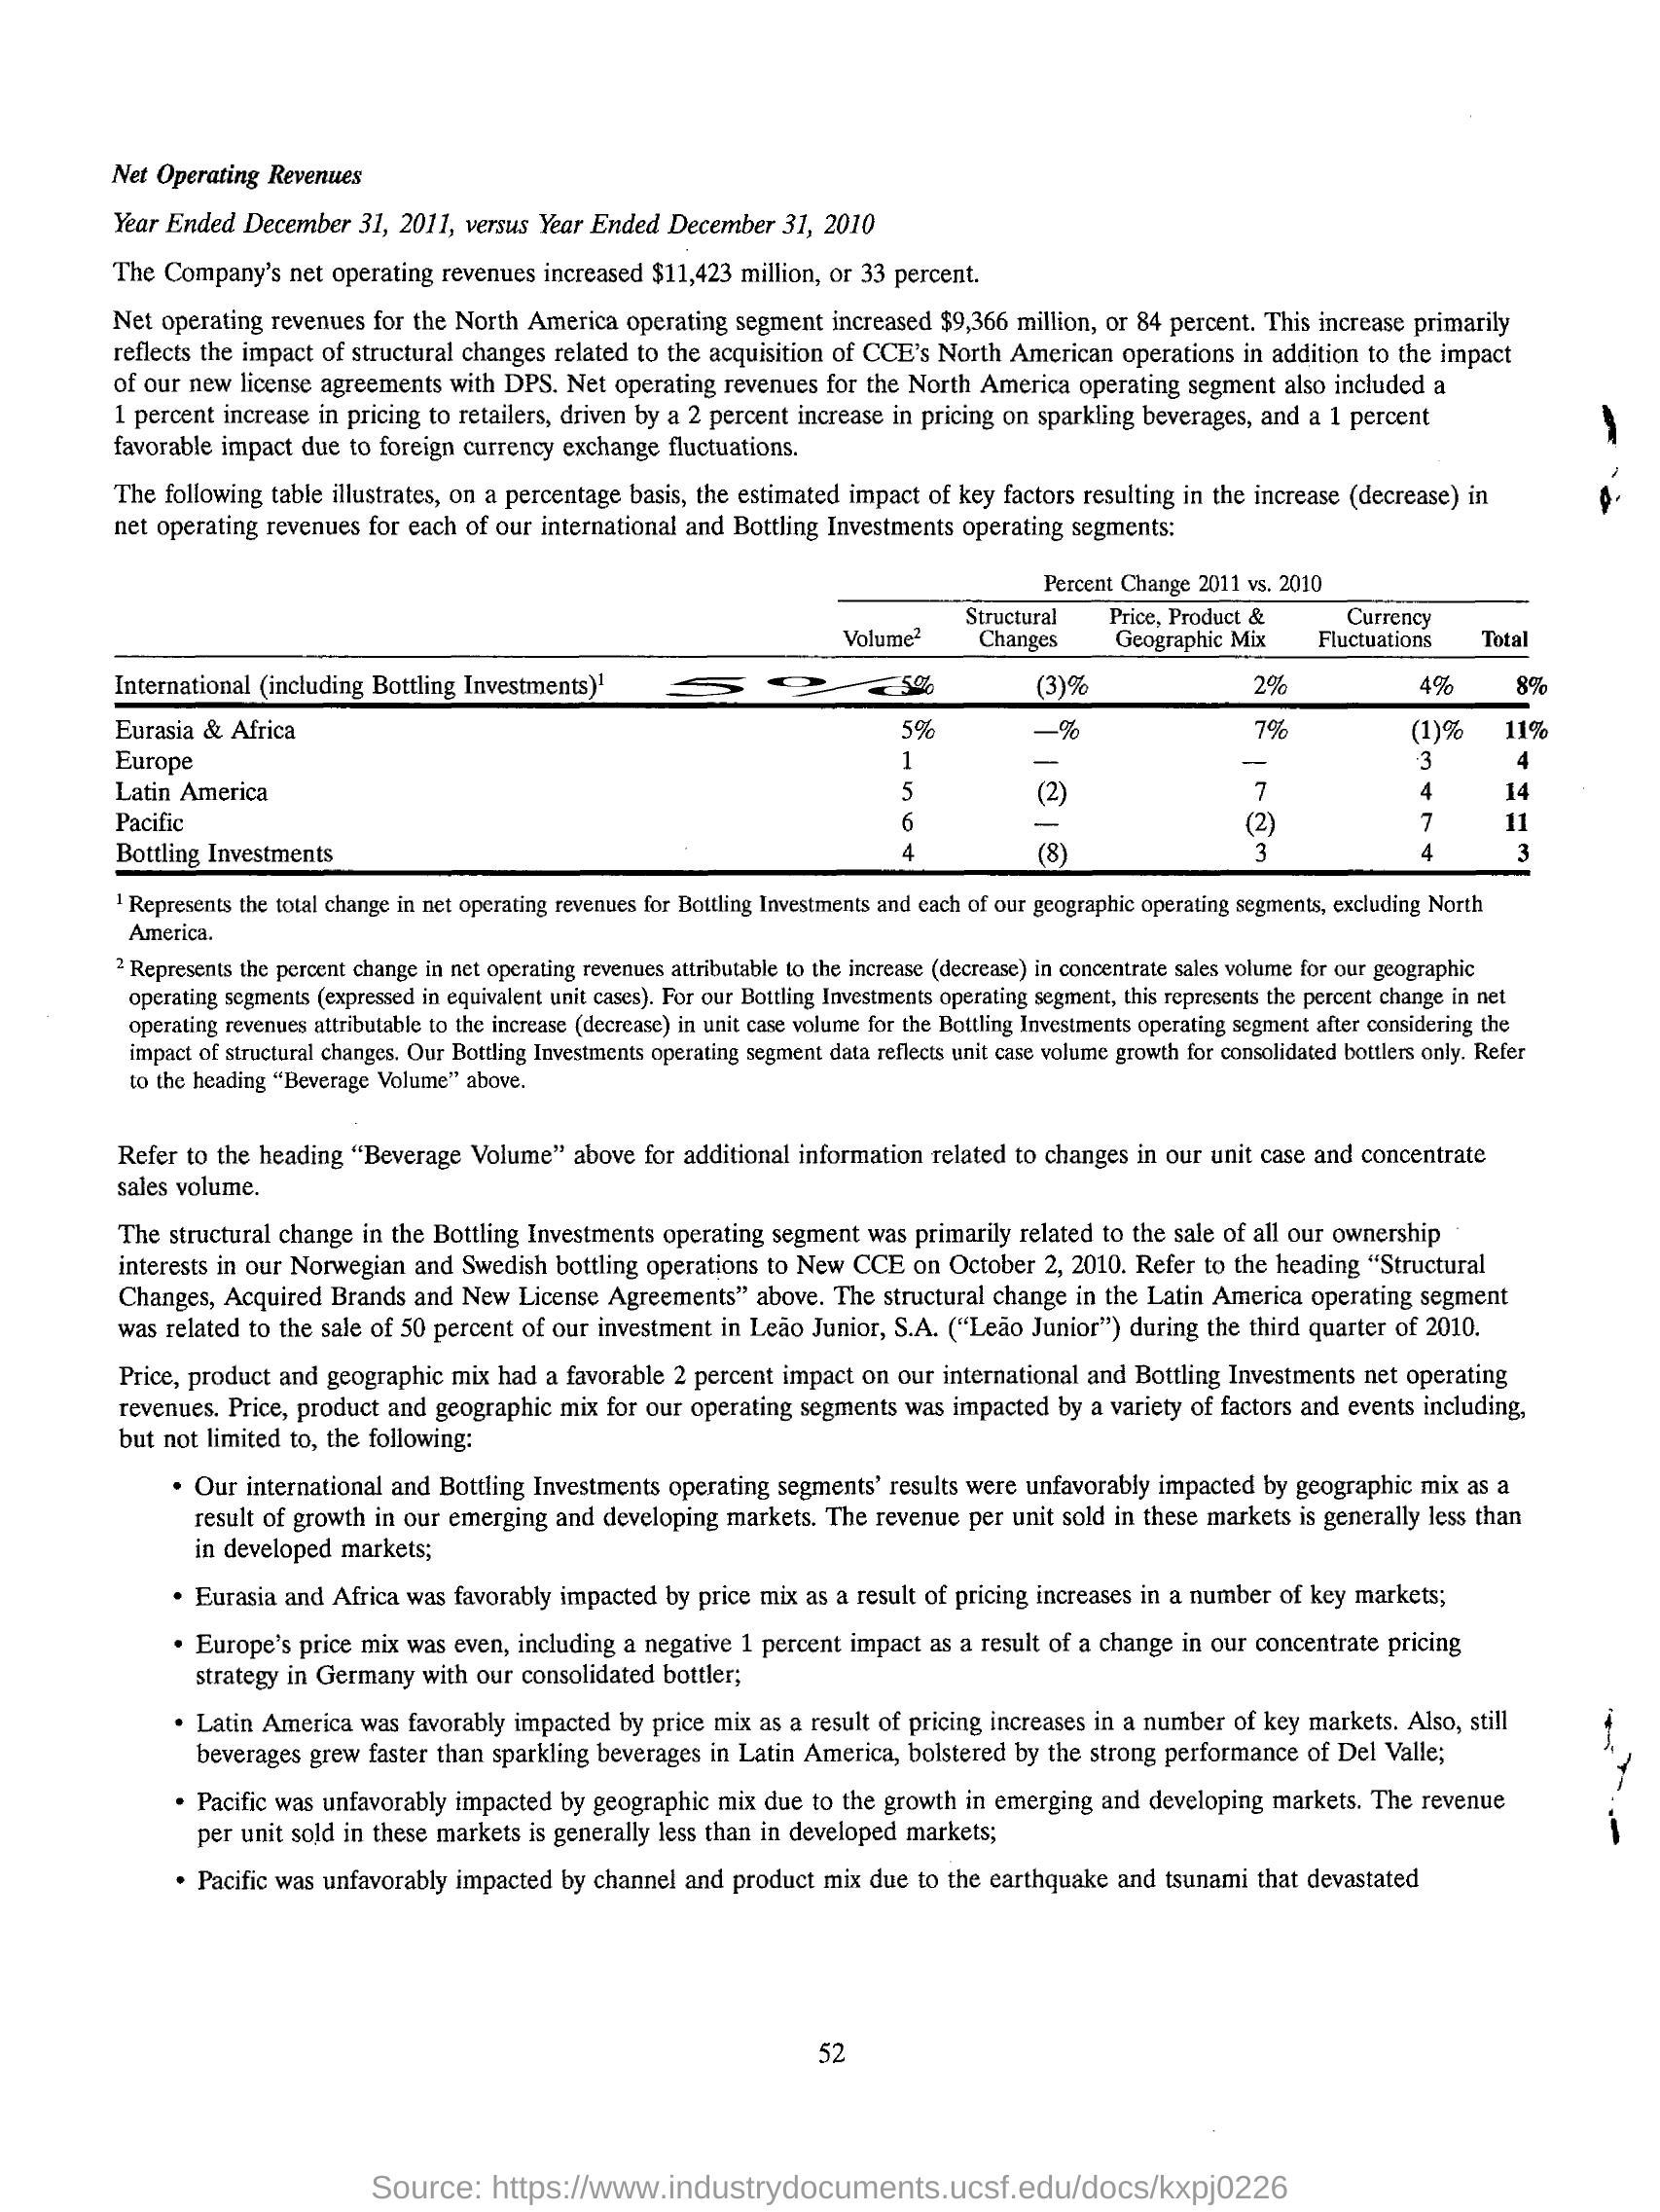 Net Operating Revenues
Year Ended December 31, 2011, versus Year Ended December 31, 2010
The Company's net operating revenues increased $11,423 million, or 33 percent.
Net operating revenues for the North America operating segment increased $9,366 million, or 84 percent. This increase primarily
reflects the impact of structural changes related to the acquisition of CCE's North American operations in addition to the impact
of our new license agreements with DPS. Net operating revenues for the North America operating segment also included a
1 percent increase in pricing to retailers, driven by a 2 percent increase in pricing on sparkling beverages, and a 1 percent
favorable impact due to foreign currency exchange fluctuations.
The following table illustrates, on a percentage basis, the estimated impact of key factors resulting in the increase (decrease) in
net operating revenues for each of our international and Bottling Investments operating segments:
Percent Change 2011 vs. 2010
Volume² Structural Changes Price, Product & Geographic Mix Currency Fluctuations Total
International (including Bottling Investments)¹ 5% 5% (3)% 2% 4% 8%
Eurasia & Africa 5% —% 7% (1)% 11%
Europe 1 — — 3 4
Latin America 5 (2) 7 4 14
Pacific 6 — (2) 7 11
Bottling Investments 4 (8) 3 4 3
¹ Represents the total change in net operating revenues for Bottling Investments and each of our geographic operating segments, excluding North
America.
² Represents the percent change in net operating revenues attributable to the increase (decrease) in concentrate sales volume for our geographic
operating segments (expressed in equivalent unit cases). For our Bottling Investments operating segment, this represents the percent change in net
operating revenues attributable to the increase (decrease) in unit case volume for the Bottling Investments operating segment after considering the
impact of structural changes. Our Bottling Investments operating segment data reflects unit case volume growth for consolidated bottlers only. Refer
to the heading "Beverage Volume" above.
Refer to the heading "Beverage Volume" above for additional information related to changes in our unit case and concentrate
sales volume.
The structural change in the Bottling Investments operating segment was primarily related to the sale of all our ownership
interests in our Norwegian and Swedish bottling operations to New CCE on October 2, 2010. Refer to the heading "Structural
Changes, Acquired Brands and New License Agreements" above. The structural change in the Latin America operating segment
was related to the sale of 50 percent of our investment in Leão Junior, S.A. ("Leão Junior") during the third quarter of 2010.
Price, product and geographic mix had a favorable 2 percent impact on our international and Bottling Investments net operating
revenues. Price, product and geographic mix for our operating segments was impacted by a variety of factors and events including,
but not limited to, the following:
• Our international and Bottling Investments operating segments' results were unfavorably impacted by geographic mix as a
result of growth in our emerging and developing markets. The revenue per unit sold in these markets is generally less than
in developed markets;
• Eurasia and Africa was favorably impacted by price mix as a result of pricing increases in a number of key markets;
• Europe's price mix was even, including a negative 1 percent impact as a result of a change in our concentrate pricing
strategy in Germany with our consolidated bottler;
• Latin America was favorably impacted by price mix as a result of pricing increases in a number of key markets. Also, still
beverages grew faster than sparkling beverages in Latin America, bolstered by the strong performance of Del Valle;
• Pacific was unfavorably impacted by geographic mix due to the growth in emerging and developing markets. The revenue
per unit sold in these markets is generally less than in developed markets;
• Pacific was unfavorably impacted by channel and product mix due to the earthquake and tsunami that devastated
52
Source: https://www.industrydocuments.ucsf.edu/docs/kxpj0226